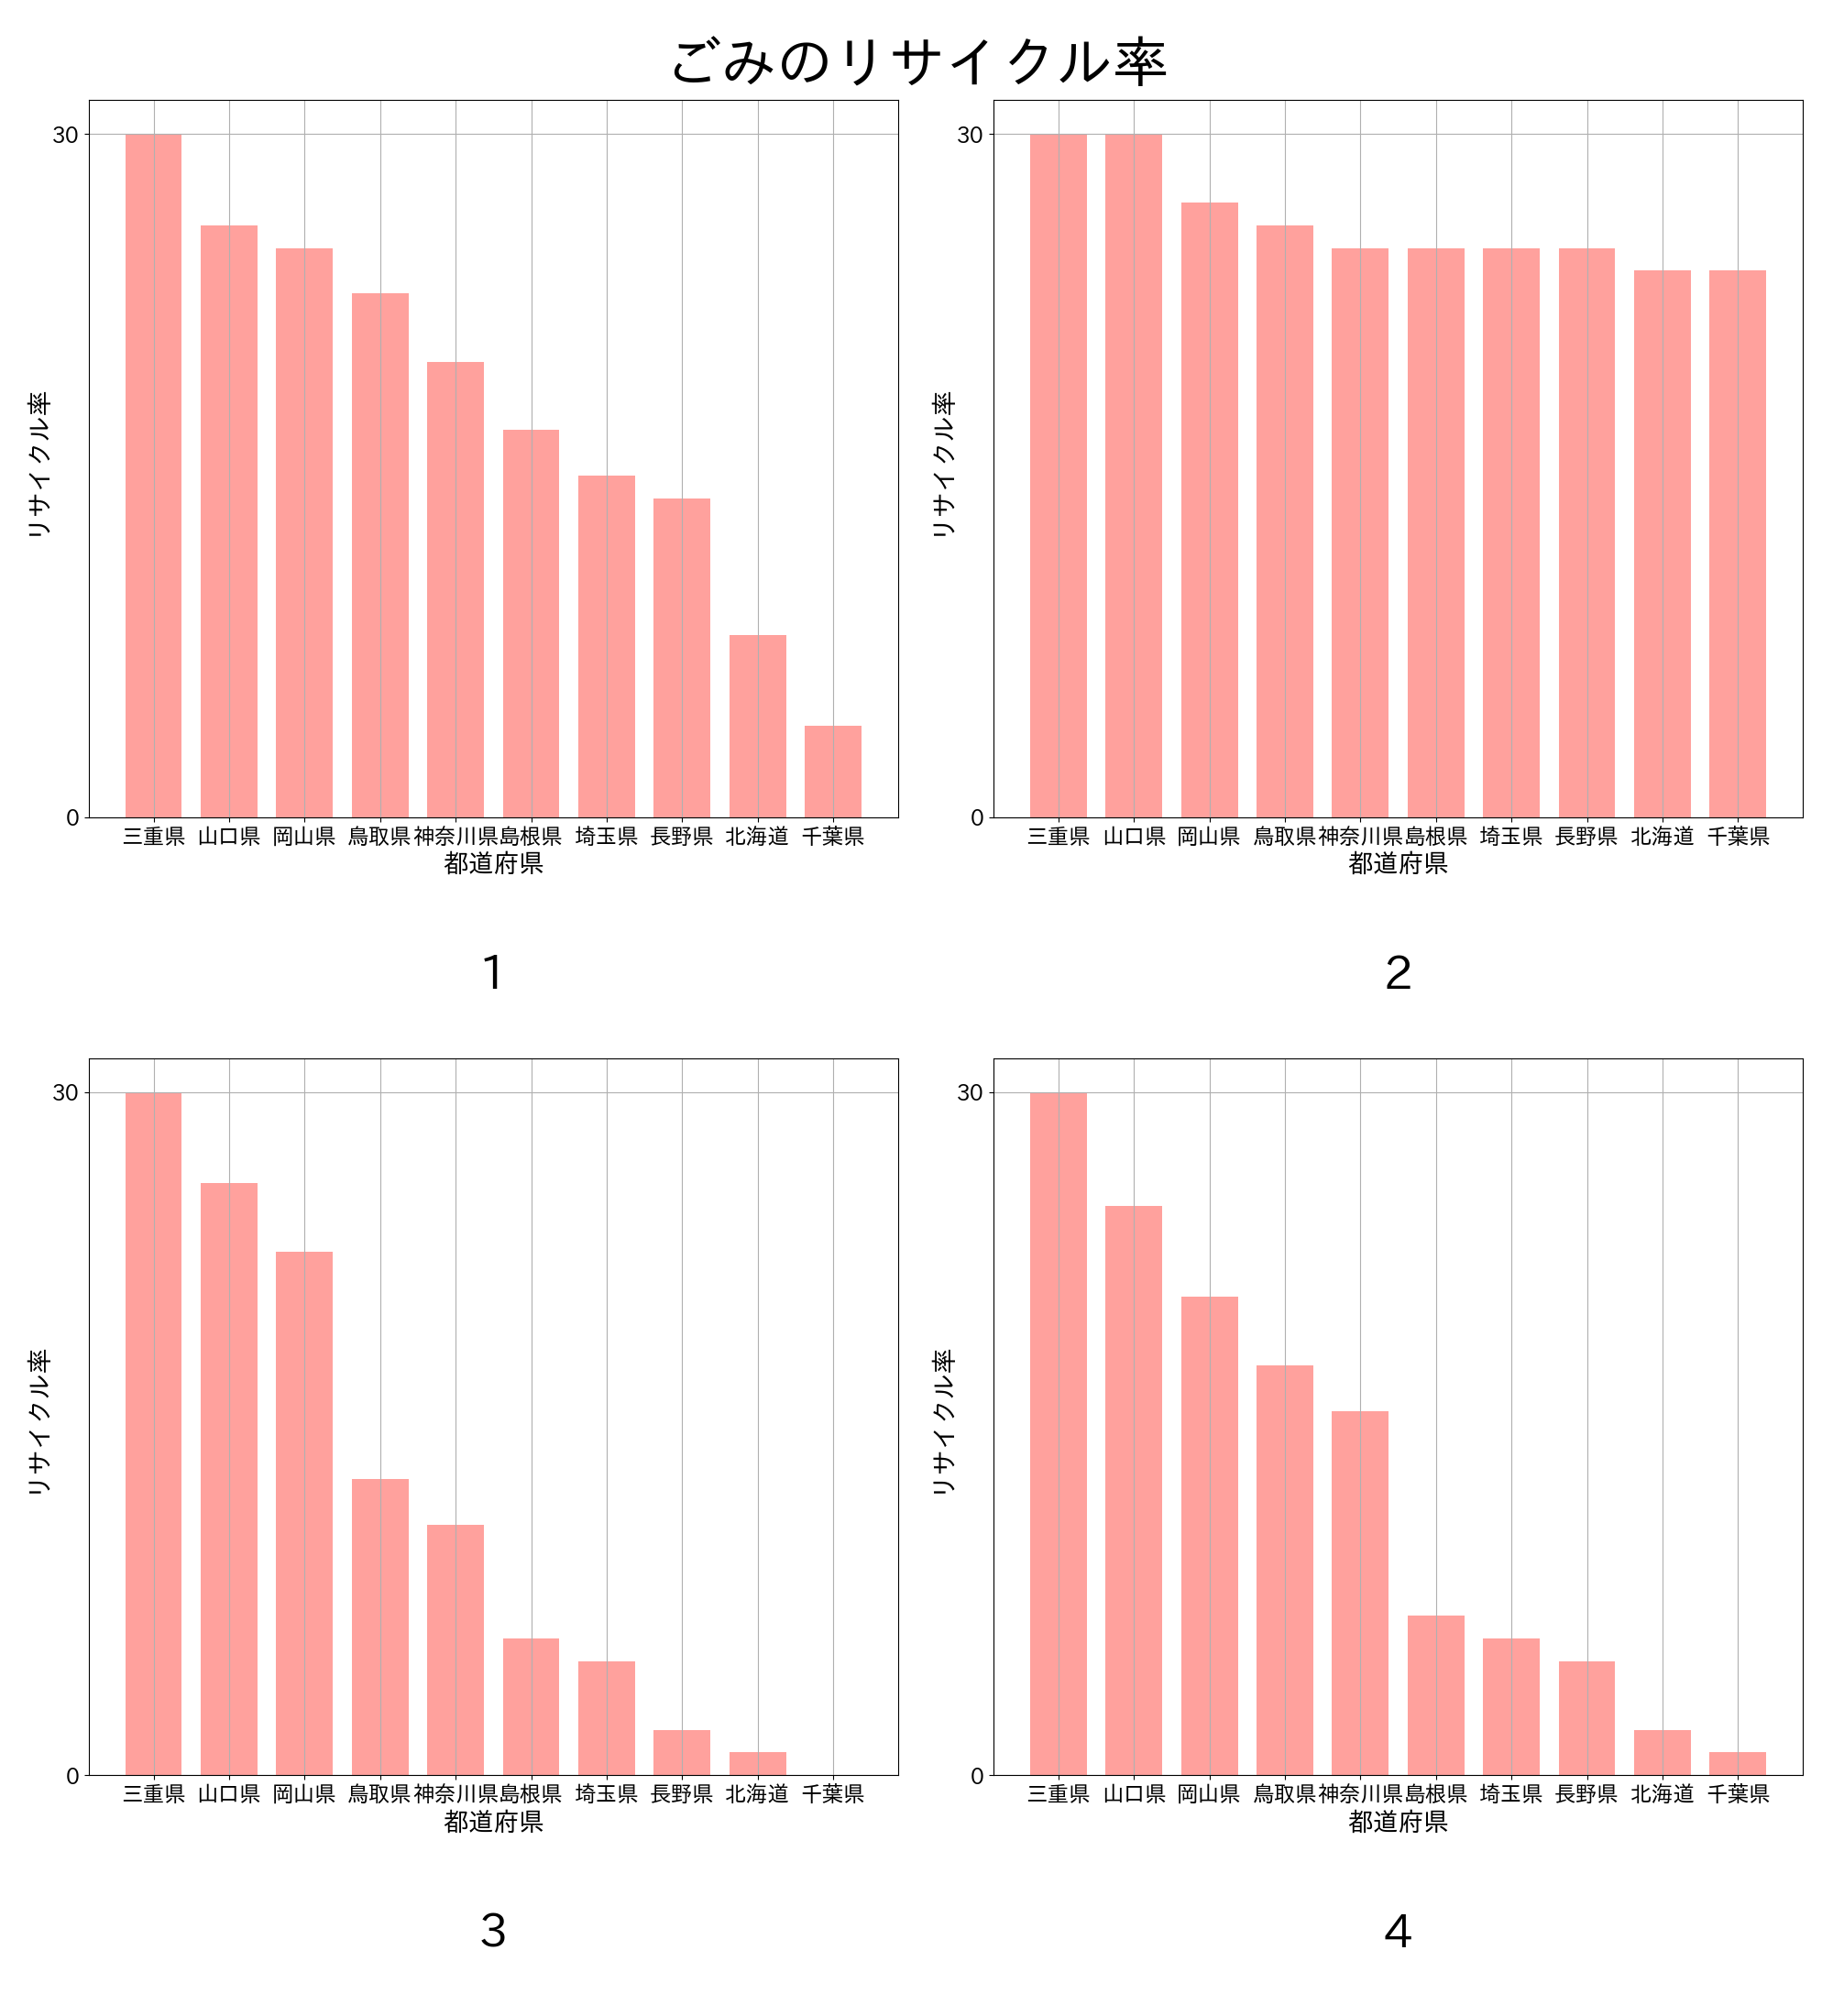 ごみのリサイクル率
30
0
リサイクル率
三重県 山口県 岡山県 鳥取県 神奈川県 島根県 埼玉県 長野県 北海道 千葉県
都道府県
1
30
0
リサイクル率
三重県 山口県 岡山県 鳥取県 神奈川県 島根県 埼玉県 長野県 北海道 千葉県
都道府県
2
30
0
リサイクル率
三重県 山口県 岡山県 鳥取県 神奈川県 島根県 埼玉県 長野県 北海道 千葉県
都道府県
3
30
0
リサイクル率
三重県 山口県 岡山県 鳥取県 神奈川県 島根県 埼玉県 長野県 北海道 千葉県
都道府県
4